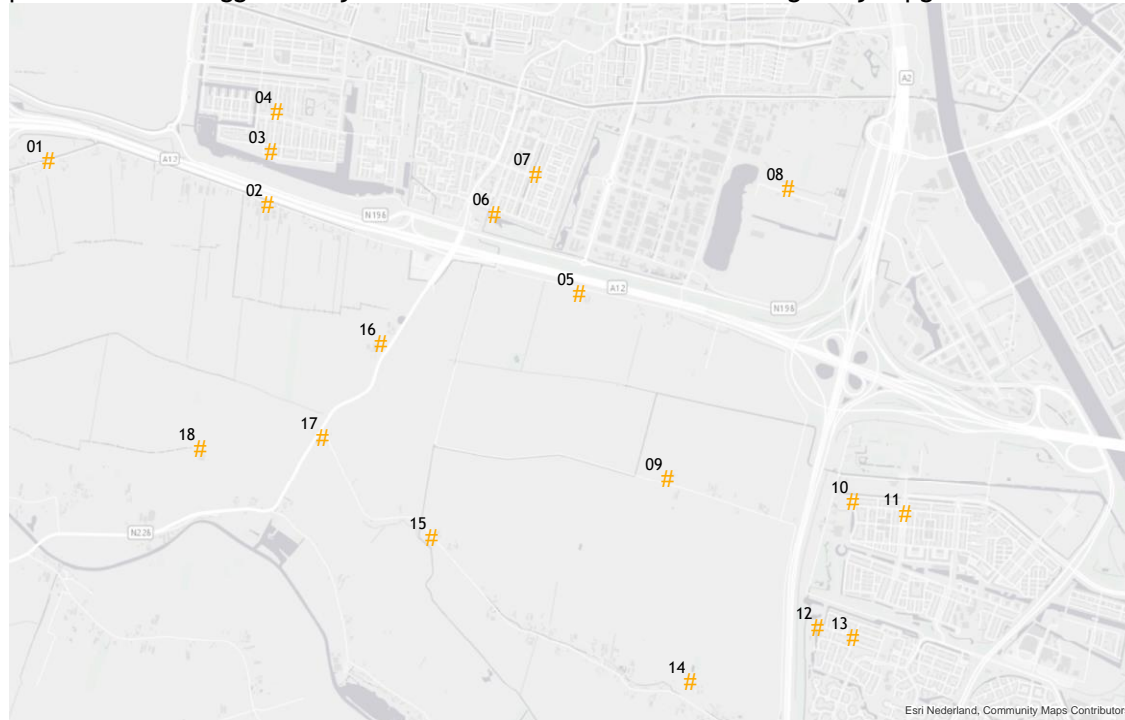 A2
04 #
03 #
01 #
A12
07 #
08 #
02 #
06 #
N198
05 #
A12
N198
16 #
17 #
18 #
09 #
10 #
11 #
15 #
N228
12 #
13 #
14 #
Esri Nederland, Community Maps Contributor